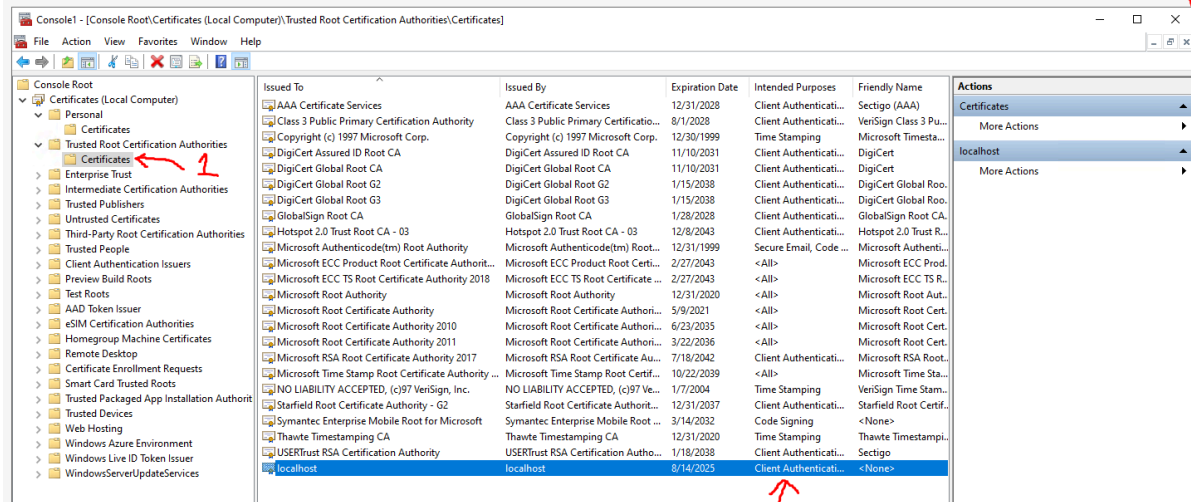 Console1 - [Console Root\Certificates (Local Computer)\Trusted Root Certification Authorities\Certificates]
File Action View Favorites Window Help
Console Root
Certificates (Local Computer)
Personal
Certificates
Trusted Root Certification Authorities
Certificates
1
Enterprise Trust
Intermediate Certification Authorities
Trusted Publishers
Untrusted Certificates
Third-Party Root Certification Authorities
Trusted People
Client Authentication Issuers
Preview Build Roots
Test Roots
AAD Token Issuer
eSIM Certification Authorities
Homegroup Machine Certificates
Remote Desktop
Certificate Enrollment Requests
Smart Card Trusted Roots
Trusted Packaged App Installation Authorit
Trusted Devices
Web Hosting
Windows Azure Environment
Windows Live ID Token Issuer
WindowsServerUpdateServices
Issued To Issued By Expiration Date Intended Purposes Friendly Name
AAA Certificate Services AAA Certificate Services 12/31/2028 Client Authenticati... Sectigo (AAA)
Class 3 Public Primary Certification Authority Class 3 Public Primary Certificatio... 8/1/2028 Client Authenticati... VeriSign Class 3 Pu...
Copyright (c) 1997 Microsoft Corp. Copyright (c) 1997 Microsoft Corp. 12/30/1999 Time Stamping Microsoft Timesta...
DigiCert Assured ID Root CA DigiCert Assured ID Root CA 11/10/2031 Client Authenticati... DigiCert
DigiCert Global Root CA DigiCert Global Root CA 11/10/2031 Client Authenticati... DigiCert
DigiCert Global Root G2 DigiCert Global Root G2 1/15/2038 Client Authenticati... DigiCert Global Roo.
DigiCert Global Root G3 DigiCert Global Root G3 1/15/2038 Client Authenticati... DigiCert Global Roo.
GlobalSign Root CA GlobalSign Root CA 1/28/2028 Client Authenticati... GlobalSign Root CA.
Hotspot 2.0 Trust Root CA - 03 Hotspot 2.0 Trust Root CA - 03 12/8/2043 Client Authenticati... Hotspot 2.0 Trust R...
Microsoft Authenticode(tm) Root Authority Microsoft Authenticode(tm) Root... 12/31/1999 Secure Email, Code ... Microsoft Authenti...
Microsoft ECC Product Root Certificate Authorit... Microsoft ECC Product Root Certi... 2/27/2043 <All> Microsoft ECC Prod.
Microsoft ECC TS Root Certificate Authority 2018 Microsoft ECC TS Root Certificate ... 2/27/2043 <All> Microsoft ECC TS R...
Microsoft Root Authority Microsoft Root Authority 12/31/2020 <All> Microsoft Root Aut..
Microsoft Root Certificate Authority Microsoft Root Certificate Authori... 5/9/2021 <All> Microsoft Root Cert.
Microsoft Root Certificate Authority 2010 Microsoft Root Certificate Authori... 6/23/2035 <All> Microsoft Root Cert.
Microsoft Root Certificate Authority 2011 Microsoft Root Certificate Authori... 3/22/2036 <All> Microsoft Root Cert.
Microsoft RSA Root Certificate Authority 2017 Microsoft RSA Root Certificate Au... 7/18/2042 Client Authenticati... Microsoft RSA Root..
Microsoft Time Stamp Root Certificate Authority ... Microsoft Time Stamp Root Certif... 10/22/2039 <All> Microsoft Time Sta...
NO LIABILITY ACCEPTED, (c)97 VeriSign, Inc. NO LIABILITY ACCEPTED, (c)97 Ve... 1/7/2004 Time Stamping VeriSign Time Stam..
Starfield Root Certificate Authority - G2 Starfield Root Certificate Authorit... 12/31/2037 Client Authenticati... Starfield Root Certif..
Symantec Enterprise Mobile Root for Microsoft Symantec Enterprise Mobile Root ... 3/14/2032 Code Signing <None>
Thawte Timestamping CA Thawte Timestamping CA 12/31/2020 Time Stamping Thawte Timestampi..
USERTrust RSA Certification Authority USERTrust RSA Certification Autho... 1/18/2038 Client Authenticati... Sectigo
localhost localhost 8/14/2025 Client Authenticati... <None>
Actions
Certificates
More Actions
localhost
More Actions